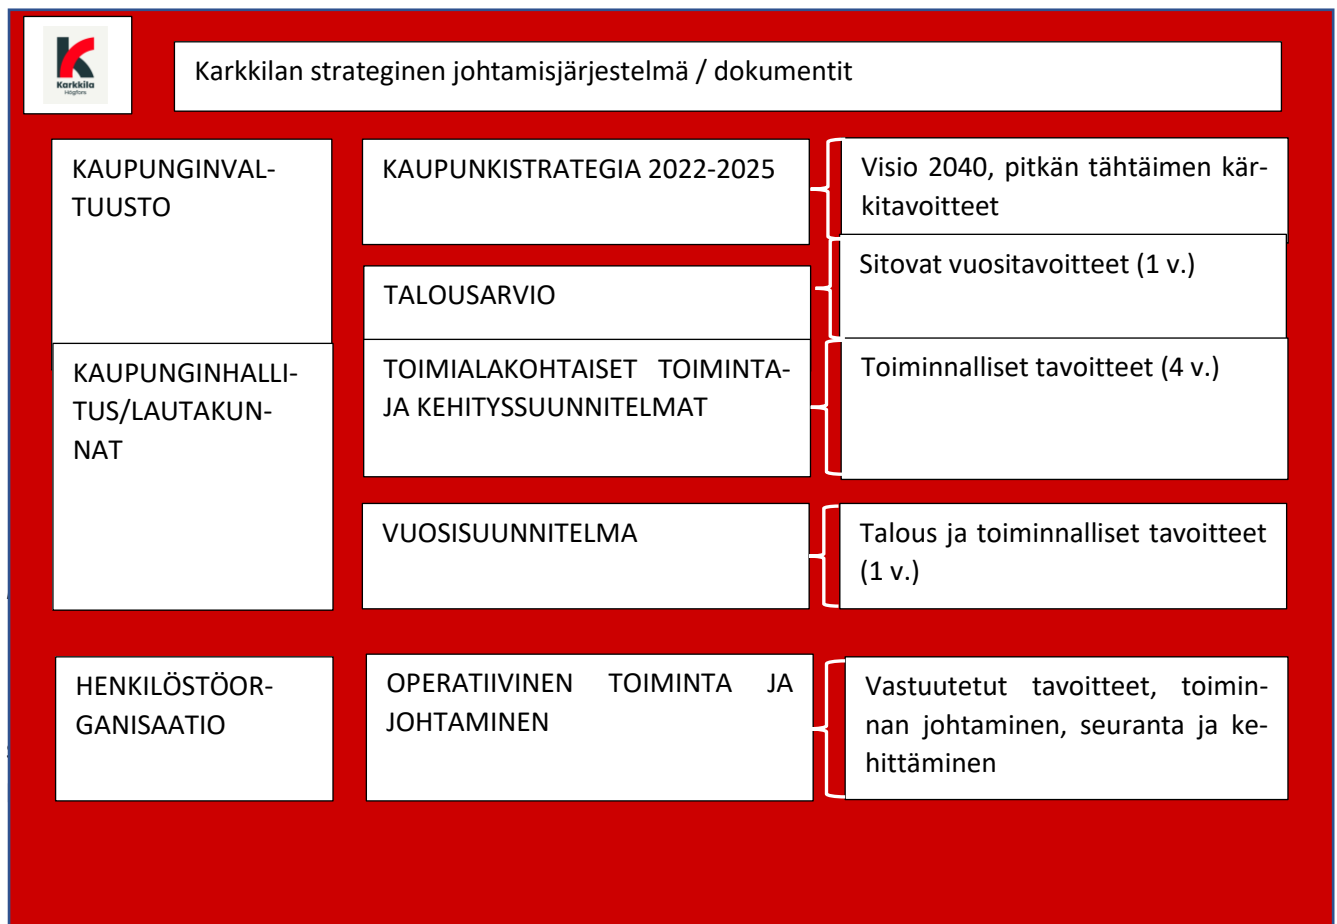 Karkkila
Högfors
Karkkilan strateginen johtamisjärjestelmä / dokumentit
KAUPUNGINVAL-
TUUSTO
KAUPUNKISTRATEGIA 2022-2025
Visio 2040, pitkän tähtäimen kär-
kitavoitteet
TALOUSARVIO
Sitovat vuositavoitteet (1 v.)
KAUPUNGINHALLI-
TUS/LAUTAKUN-
NAT
TOIMIALAKOHTAISET TOIMINTA-
JA KEHITYSSUUNNITELMAT
Toiminnalliset tavoitteet (4 v.)
VUOSISUUNNITELMA
Talous ja toiminnalliset tavoitteet
(1 v.)
HENKILÖSTÖOR-
GANISAATIO
OPERATIIVINEN TOIMINTA JA
JOHTAMINEN
Vastuutetut tavoitteet, toimin-
nan johtaminen, seuranta ja ke-
hittäminen